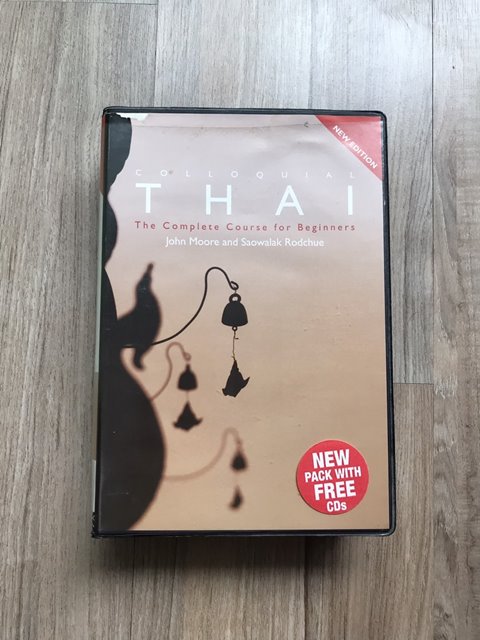 NEW EDITION
COLLOQUIAL
THAI
The Complete Course for Beginners
John Moore and Saowalak Rodchue
NEW
PACK WITH
FREE
CDs